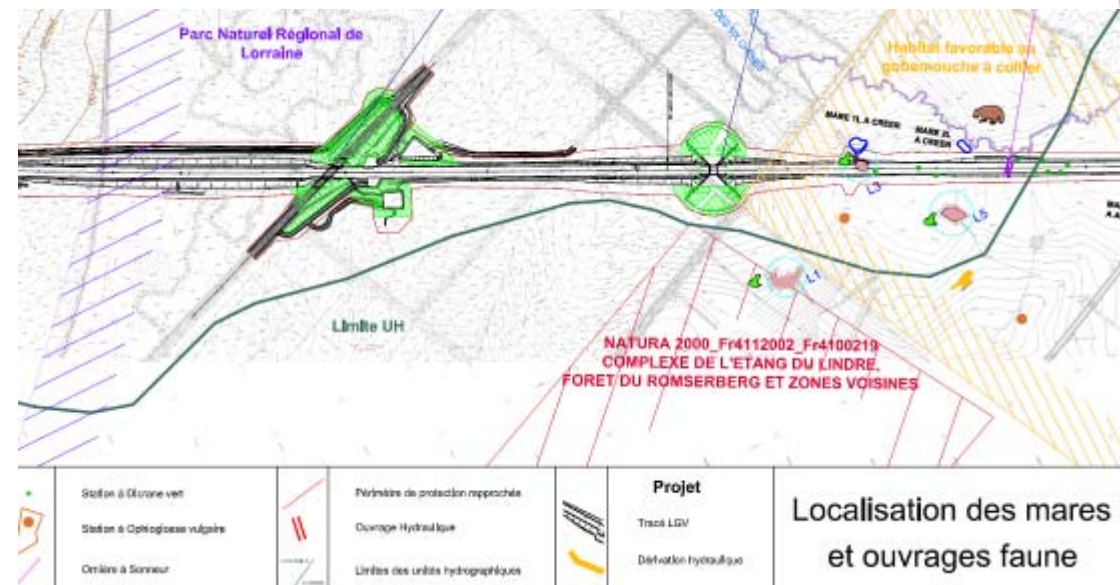 Parc Naturel Régional de
Lorraine
Habitat favorable au
gobemouche à collier
MARE 1L A CREER
MARE 2L
A CREER
L3
L5
L1
Limite UH
NATURA 2000_Fr4112002_Fr4100219
COMPLEXE DE L'ETANG DU LINDRE,
FORET DU ROMSERBERG ET ZONES VOISINES
Station à Dicrane vert
Station à Ophioglosse vulgaire
Ornière à Sonneur
Périmètre de protection rapprochée
Ouvrage Hydraulique
Limites des unités hydrographiques
Projet
Tracé LGV
Dérivation hydraulique
Localisation des mares
et ouvrages faune